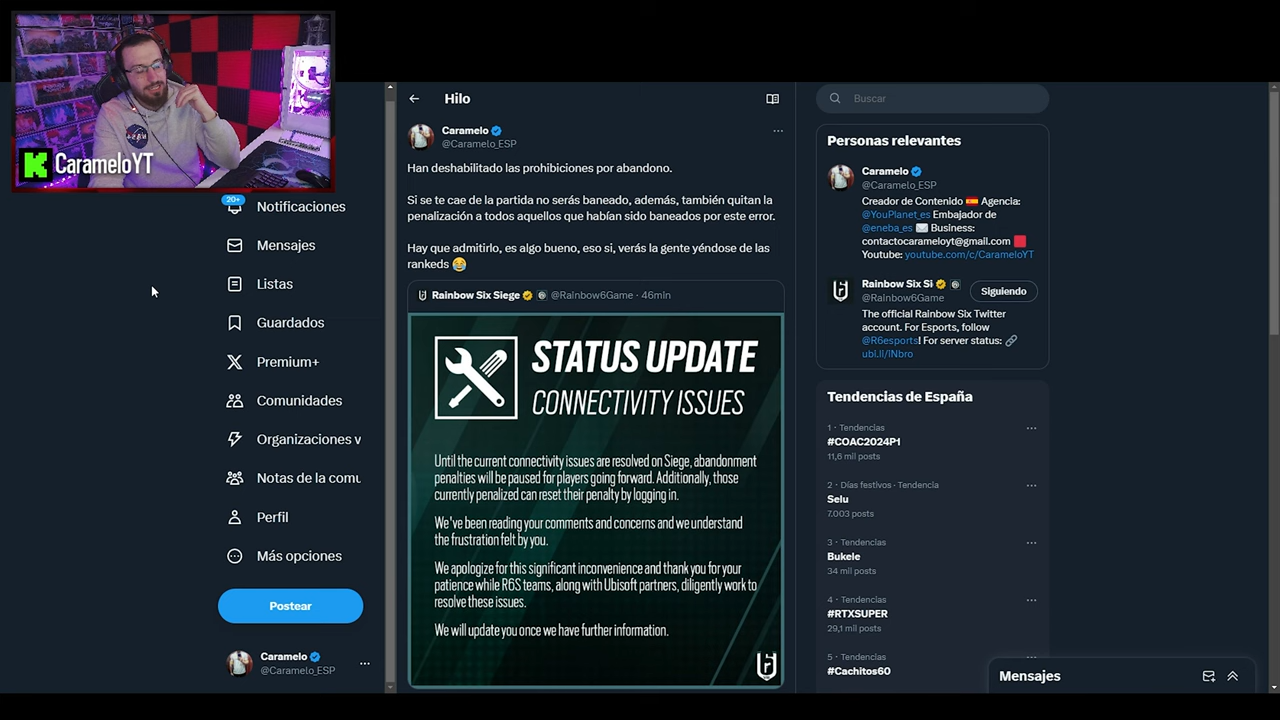 CarameloYT
20+
Notificaciones
Mensajes
Listas
Guardados
Premium+
Comunidades
Organizaciones v
Notas de la comu
Perfil
Más opciones
Postear
Caramelo
@Caramelo_ESP
Hilo
Caramelo
@Caramelo_ESP
Han deshabilitado las prohibiciones por abandono.
Si se te cae de la partida no serás baneado, además, también quitan la
penalización a todos aquellos que habían sido baneados por este error.
Hay que admitirlo, es algo bueno, eso si, verás la gente yéndose de las
rankeds 😂
Rainbow Six Siege @Rainbow6Game · 46min
STATUS UPDATE
CONNECTIVITY ISSUES
Until the current connectivity issues are resolved on Siege, abandonment
penalties will be paused for players going forward. Additionally, those
currently penalized can reset their penalty by logging in.
We've been reading your comments and concerns and we understand
the frustration felt by you.
We apologize for this significant inconvenience and thank you for your
patience while R6S teams, along with Ubisoft partners, diligently work to
resolve these issues.
We will update you once we have further information.
Buscar
Personas relevantes
Caramelo
@Caramelo_ESP
Creador de Contenido 🇪🇸 Agencia:
@YouPlanet_es Embajador de
@eneba_es ✉️ Business:
contactocarameloyt@gmail.com 🟥
Youtube: youtube.com/c/CarameloYT
Rainbow Six Si
@Rainbow6Game
Siguiendo
The official Rainbow Six Twitter
account. For Esports, follow
@R6esports! For server status: 🔗
ubi.li/lNbro
Tendencias de España
1 · Tendencias
#COAC2024P1
11,6 mil posts
2 · Días festivos · Tendencia
Selu
7.003 posts
3 · Tendencias
Bukele
34 mil posts
4 · Tendencias
#RTXSUPER
29,1 mil posts
5 · Tendencias
#Cachitos60
Mensajes